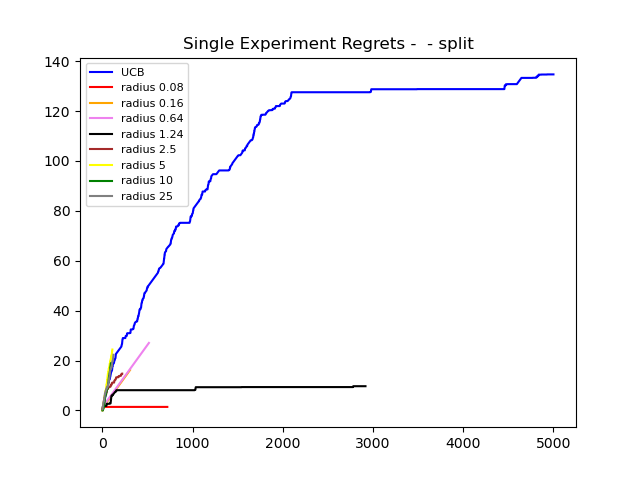 Single Experiment Regrets -  - split
140
120
100
80
60
40
20
0
UCB
radius 0.08
radius 0.16
radius 0.64
radius 1.24
radius 2.5
radius 5
radius 10
radius 25
0 1000 2000 3000 4000 5000